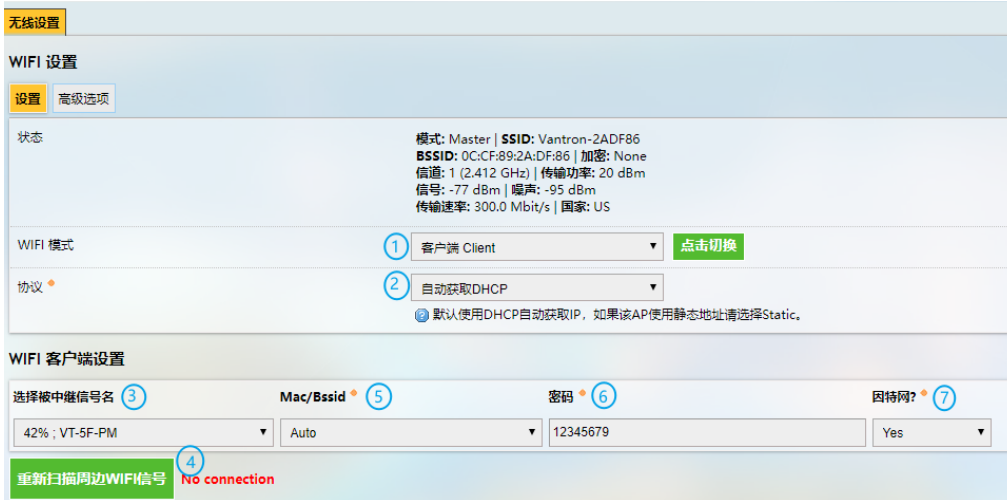 无线设置
WIFI 设置
设置 高级选项
状态
模式: Master | SSID: Vantron-2ADF86
BSSID: 0C:CF:89:2A:DF:86 | 加密: None
信道: 1 (2.412 GHz) | 传输功率: 20 dBm
信号: -77 dBm | 噪声: -95 dBm
传输速率: 300.0 Mbit/s | 国家: US
WIFI 模式 1 客户端 Client 点击切换
协议 2 自动获取DHCP
默认使用DHCP自动获取IP，如果该AP使用静态地址请选择Static。
WIFI 客户端设置
选择被中继信号名 3 Mac/Bssid 5 密码 6 因特网? 7
42% ; VT-5F-PM Auto 12345679 Yes
4
重新扫描周边WIFI信号 No connection